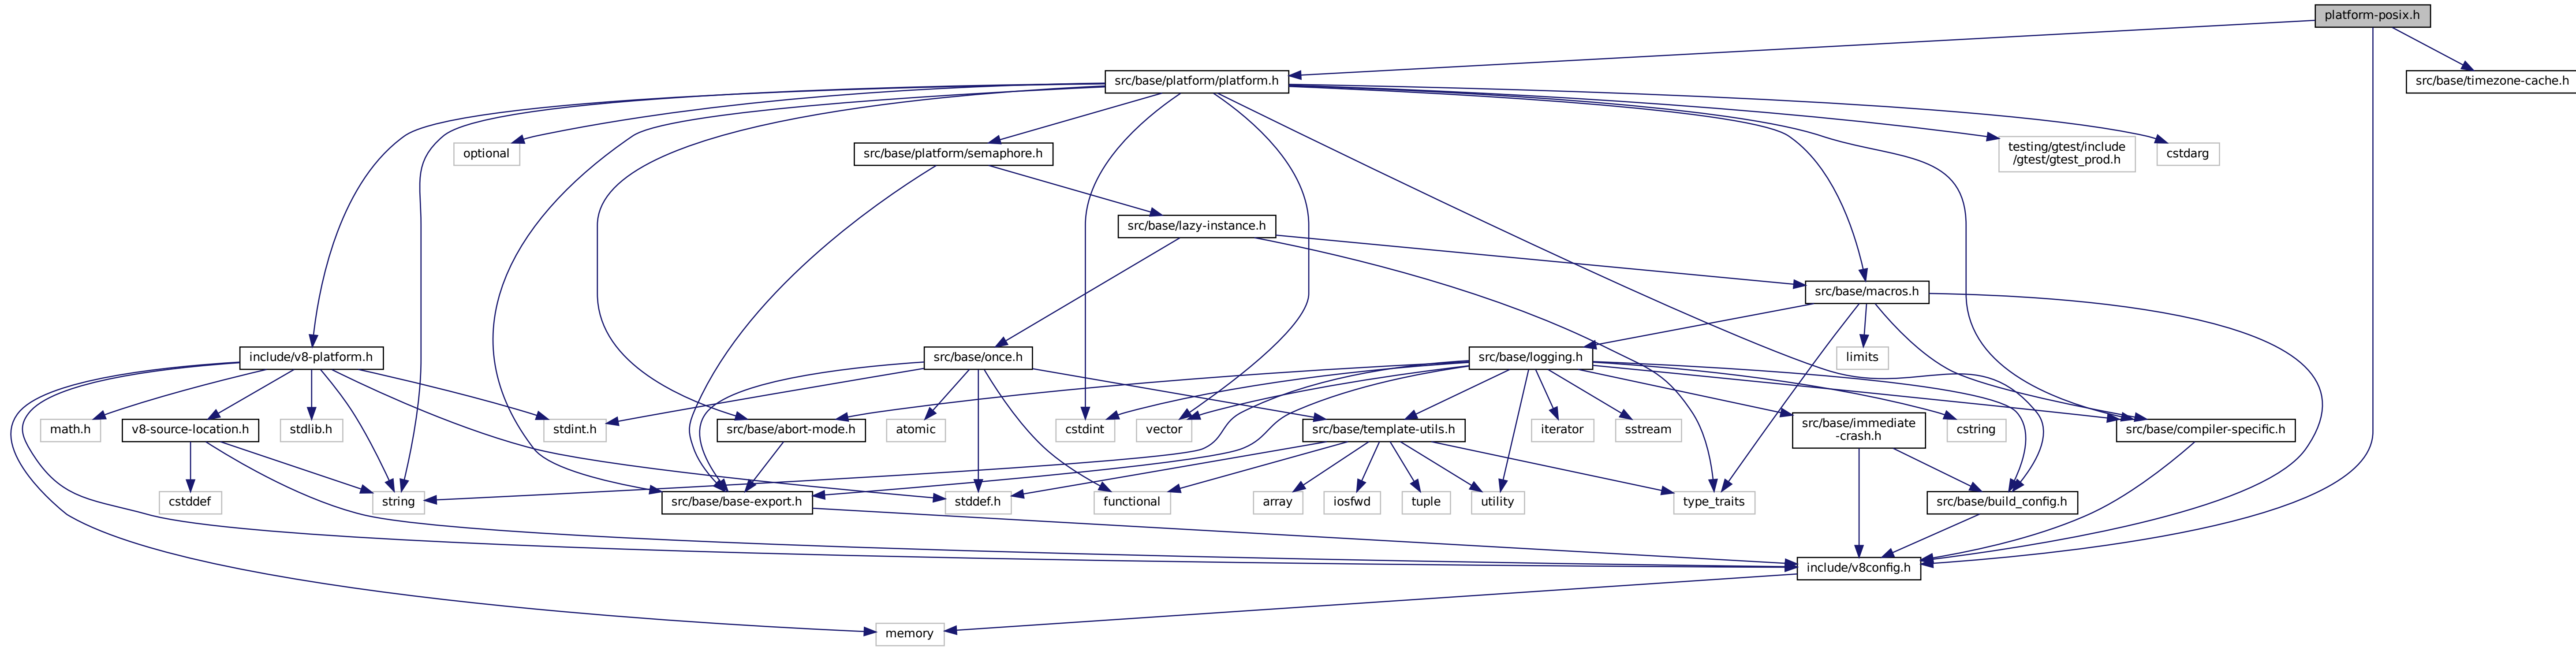 platform-posix.h
src/base/platform/platform.h
src/base/timezone-cache.h
optional
src/base/platform/semaphore.h
testing/gtest/include
/gtest/gtest_prod.h
cstdarg
src/base/lazy-instance.h
src/base/macros.h
include/v8-platform.h
src/base/once.h
src/base/logging.h
limits
math.h
v8-source-location.h
stdlib.h
stdint.h
src/base/abort-mode.h
atomic
cstdint
vector
src/base/template-utils.h
iterator
sstream
src/base/immediate
-crash.h
cstring
src/base/compiler-specific.h
cstddef
string
src/base/base-export.h
stddef.h
functional
array
iosfwd
tuple
utility
type_traits
src/base/build_config.h
include/v8config.h
memory